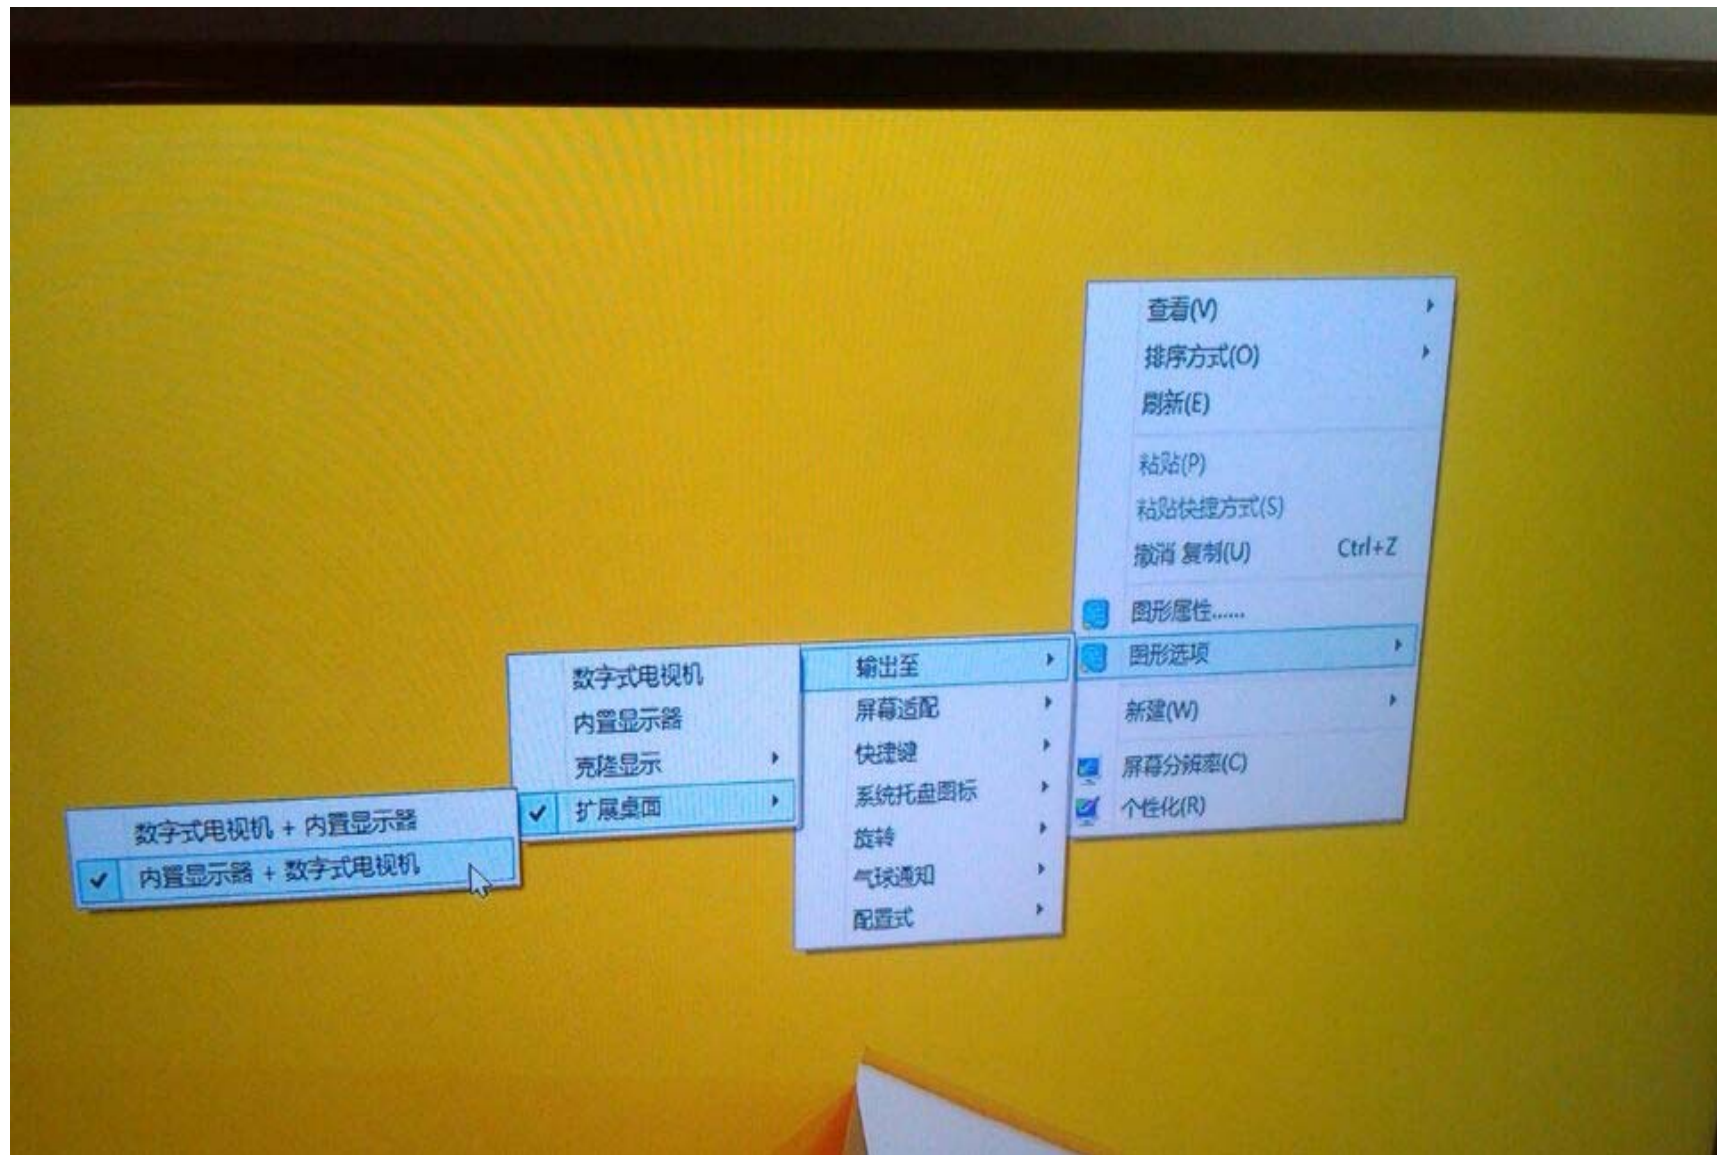 查看(V)
排序方式(O)
刷新(E)
粘贴(P)
粘贴快捷方式(S)
撤消 复制(U) Ctrl+Z
图形属性......
图形选项
新建(W)
屏幕分辨率(C)
个性化(R)
输出至
屏幕适配
快捷键
系统托盘图标
旋转
气球通知
配置式
数字式电视机
内置显示器
克隆显示
扩展桌面
数字式电视机 + 内置显示器
内置显示器 + 数字式电视机